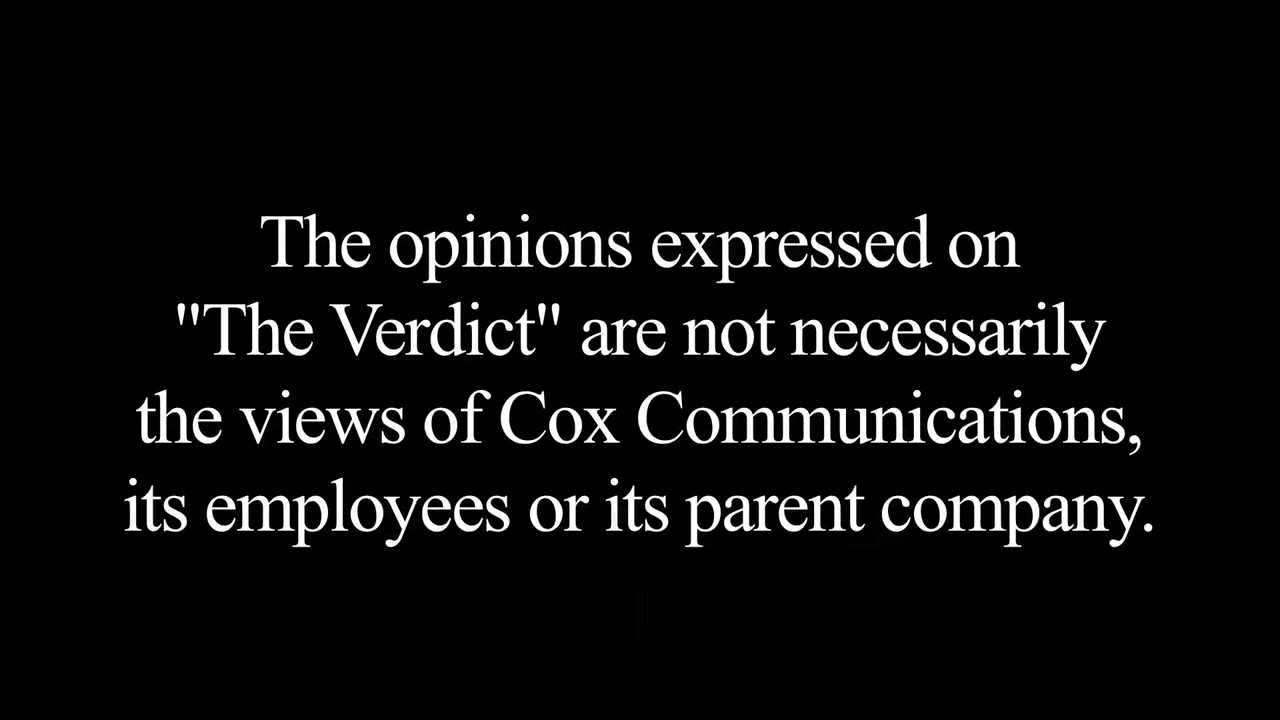 The opinions expressed on
"The Verdict" are not necessarily
the views of Cox Communications,
its employees or its parent company.